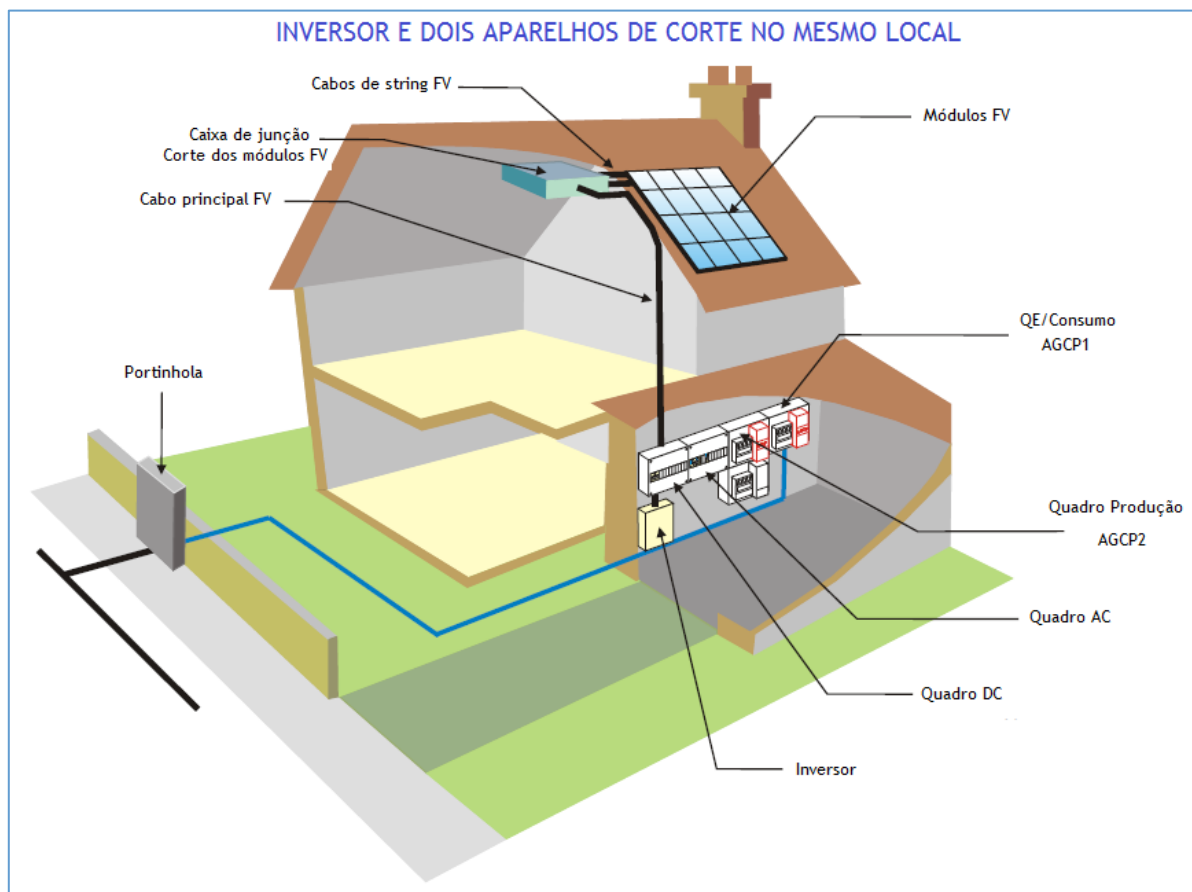 INVERSOR E DOIS APARELHOS DE CORTE NO MESMO LOCAL
Cabos de string FV
Módulos FV
Caixa de junção
Corte dos módulos FV
Cabo principal FV
QE/Consumo
AGCP1
Portinhola
Quadro Produção
AGCP2
Quadro AC
Quadro DC
Inversor